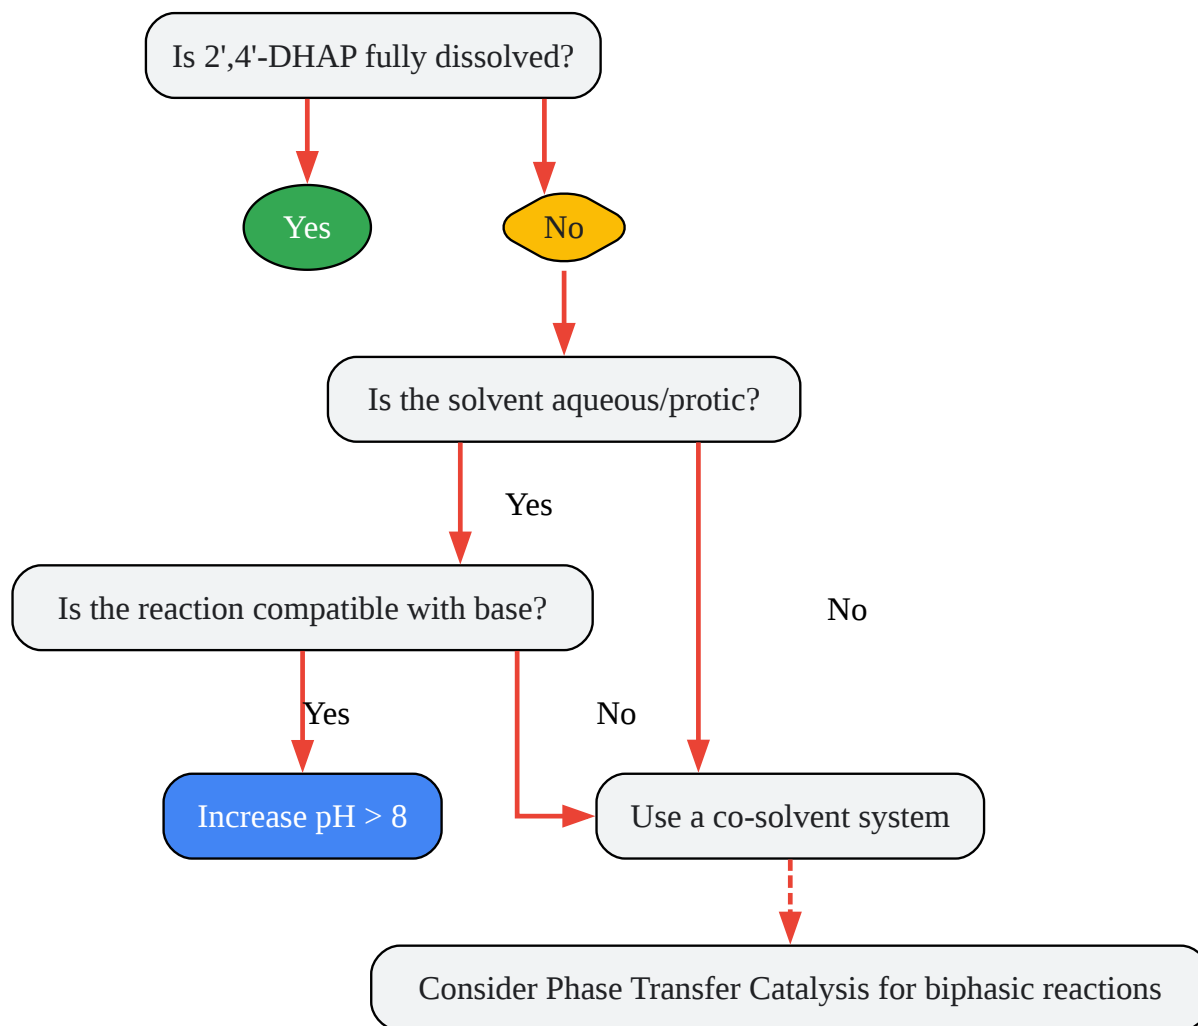 Is 2',4'-DHAP fully dissolved?
Yes
No
Is the solvent aqueous/protic?
Yes
Is the reaction compatible with base?
No
Yes
No
Increase pH > 8
Use a co-solvent system
Consider Phase Transfer Catalysis for biphasic reactions